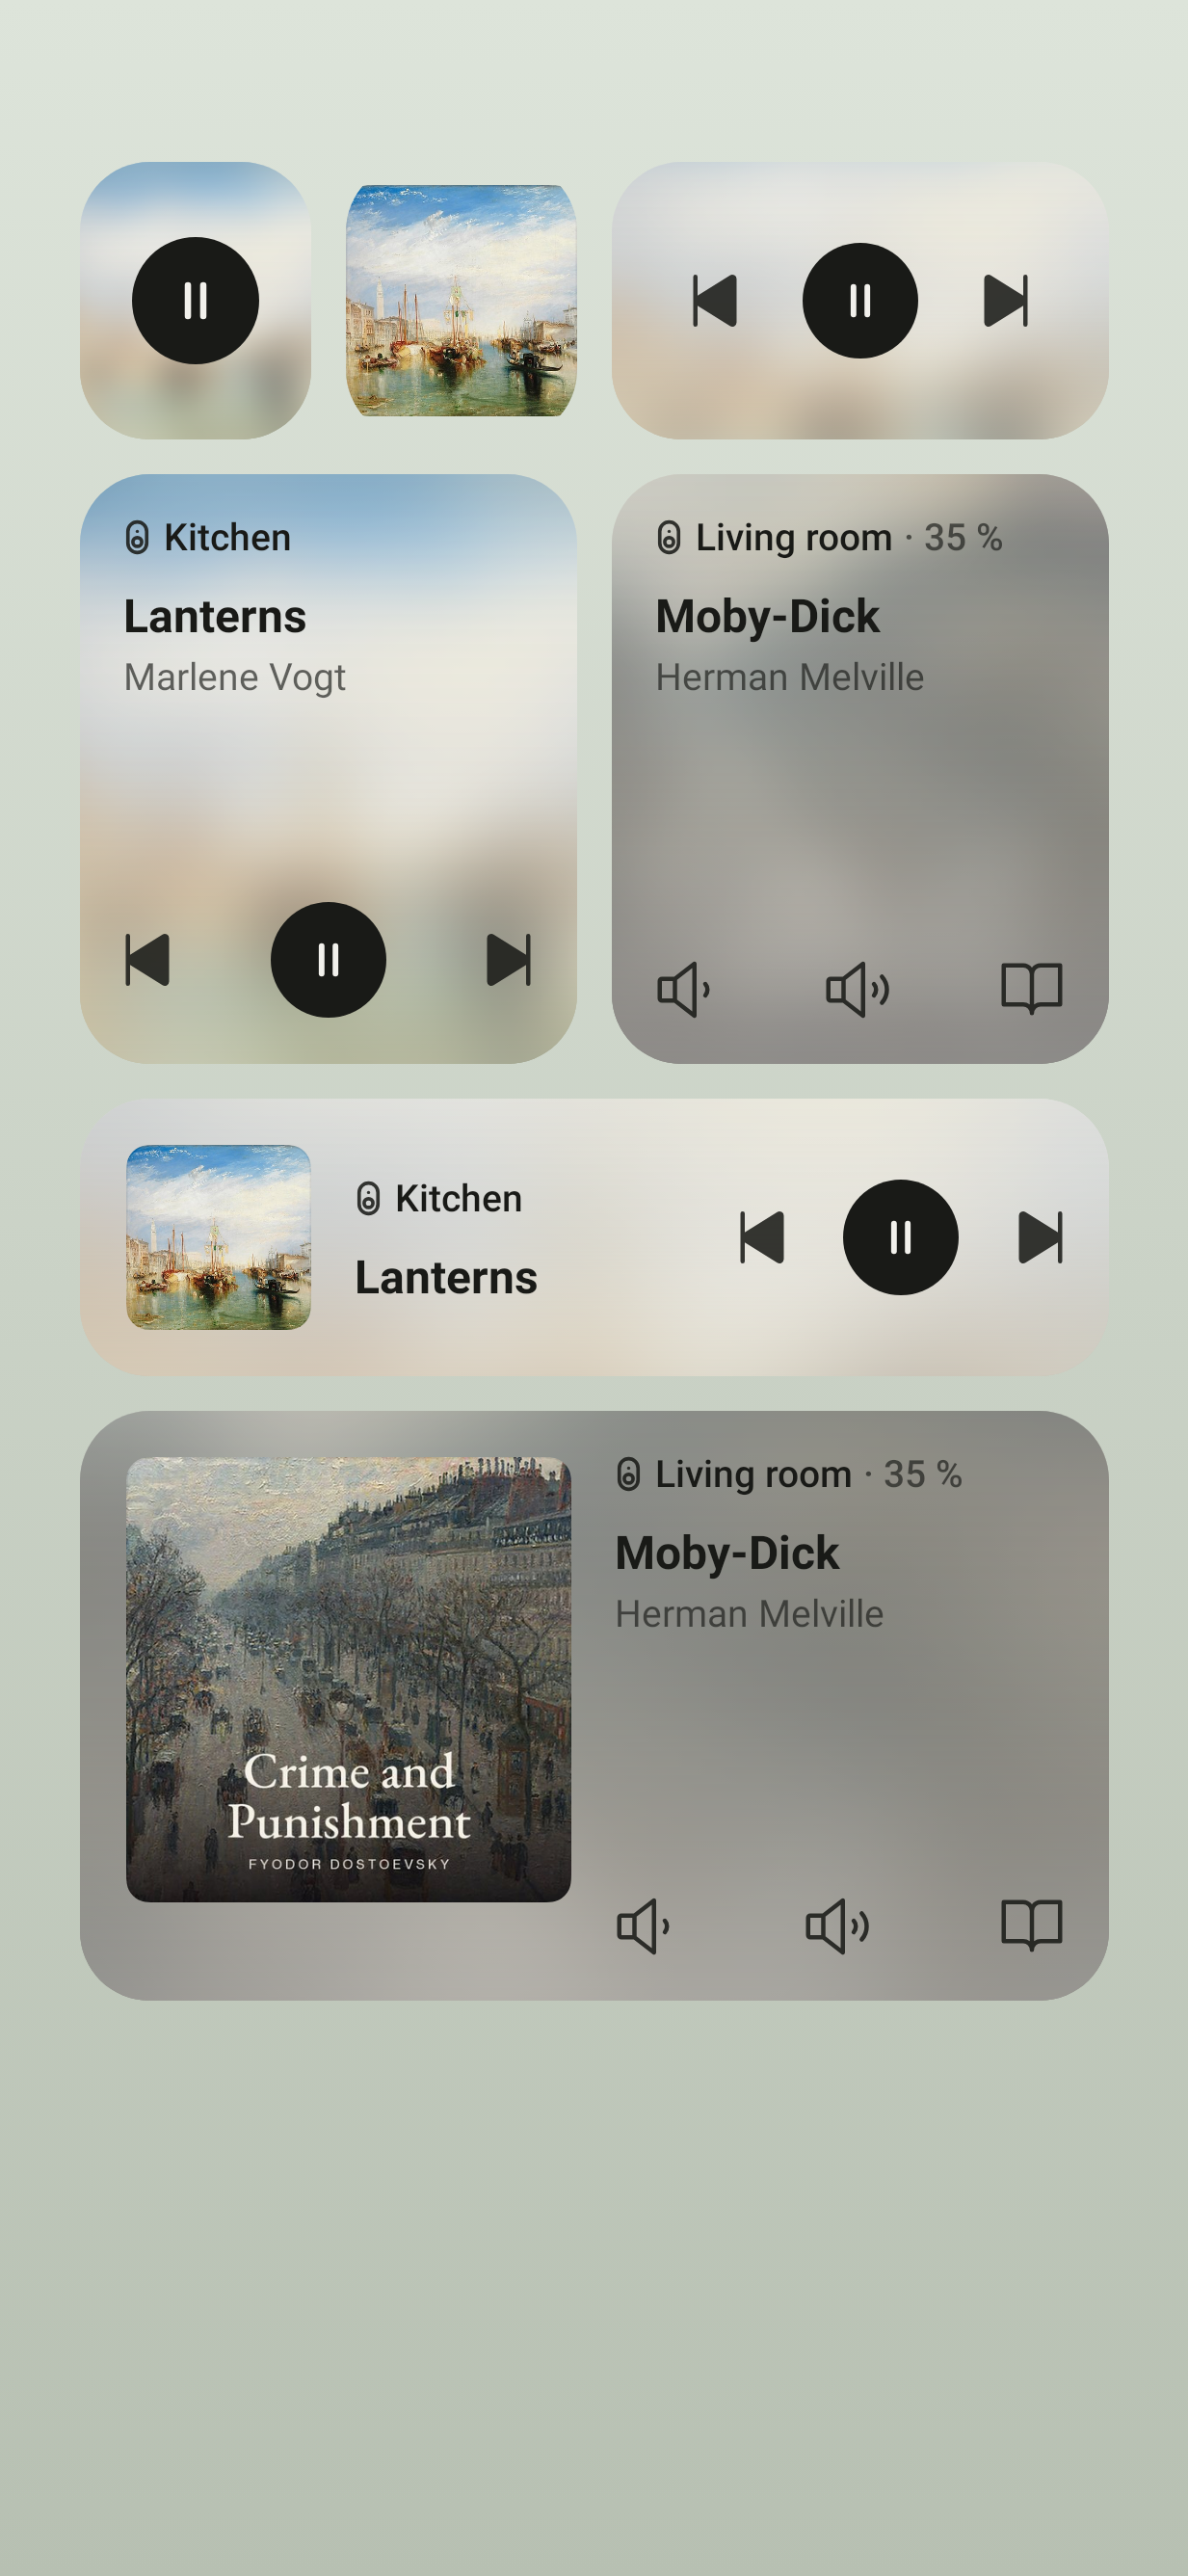 Kitchen
Lanterns
Marlene Vogt
Living room · 35 %
Moby-Dick
Herman Melville
Kitchen
Lanterns
Living room · 35 %
Moby-Dick
Herman Melville
Crime and
Punishment
FYODOR DOSTOEVSKY